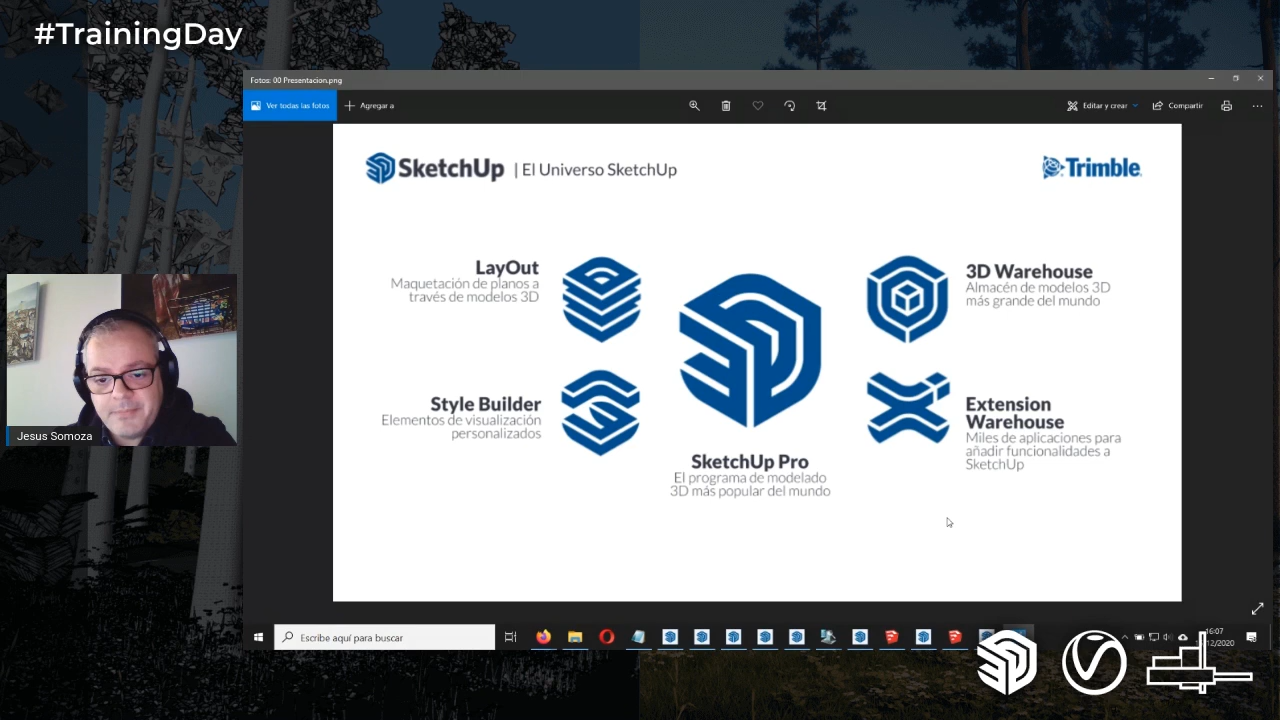 #TrainingDay
Fotos: 00 Presentacion.png
Ver todas las fotos
Agregar a
Editar y crear
Compartir
SketchUp | El Universo SketchUp
Trimble
LayOut
Maquetación de planos a
través de modelos 3D
3D Warehouse
Almacén de modelos 3D
más grande del mundo
Style Builder
Elementos de visualización
personalizados
Extension
Warehouse
Miles de aplicaciones para
añadir funcionalidades a
SketchUp
SketchUp Pro
El programa de modelado
3D más popular del mundo
Jesus Somoza
Escribe aquí para buscar
16:07